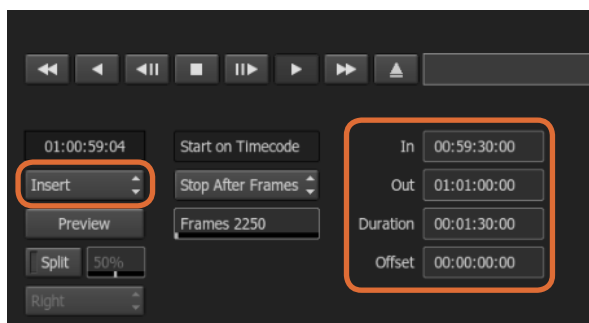 01:00:59:04 Start on Timecode In 00:59:30:00
Insert Stop After Frames Out 01:01:00:00
Preview Frames 2250 Duration 00:01:30:00
Split 50% Offset 00:00:00:00
Right